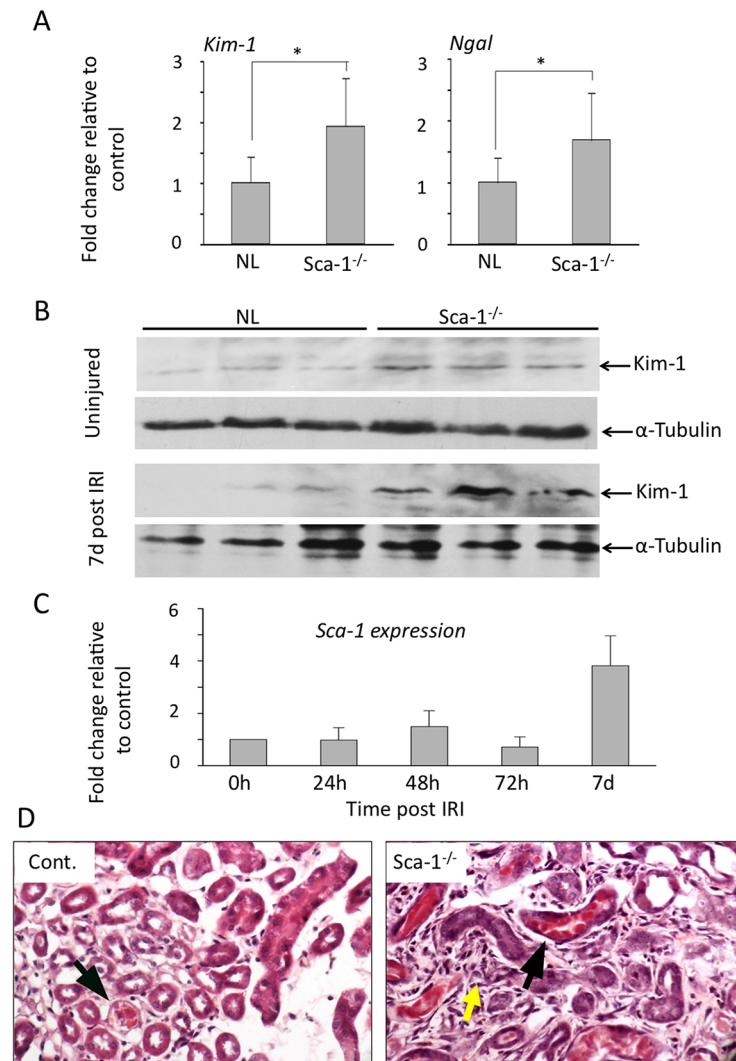 A
Kim-1
Ngal
*
*
Fold change relative to
control
3
2
1
0
3
2
1
0
NL
Sca-1-/-
NL
Sca-1-/-
B
NL
Sca-1-/-
Uninjured
Kim-1
α-Tubulin
7d post IRI
Kim-1
α-Tubulin
C
Sca-1 expression
Fold change relative
to control
6
4
2
0
0h
24h
48h
72h
7d
Time post IRI
D
Cont.
Sca-1-/-